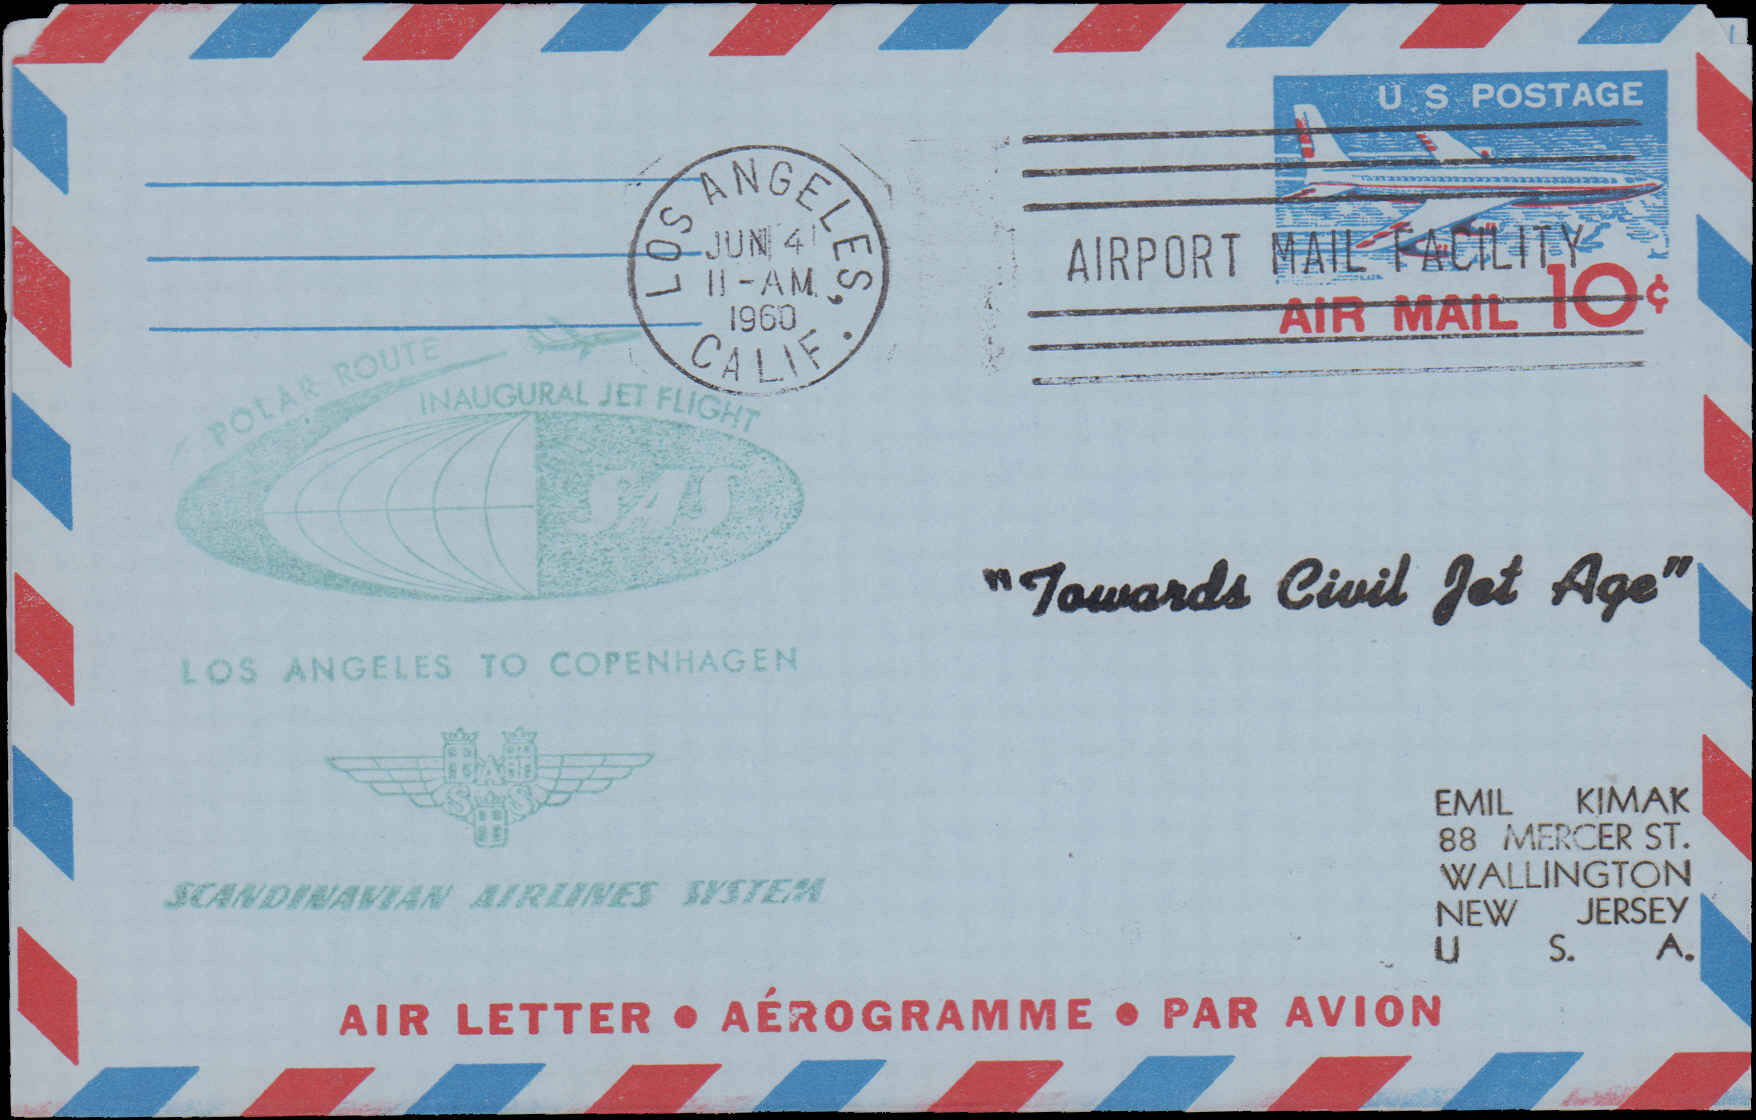 U S POSTAGE
LOS ANGELES, CALIF.
JUN 4
11-AM
1960
AIRPORT MAIL FACILITY
AIR MAIL 10¢
POLAR ROUTE
INAUGURAL JET FLIGHT
SAS
"Towards Civil Jet Age"
LOS ANGELES TO COPENHAGEN
SAS
EMIL KIMAK
88 MERCER ST.
WALLINGTON
NEW JERSEY
U S. A.
SCANDINAVIAN AIRLINES SYSTEM
AIR LETTER • AÉROGRAMME • PAR AVION